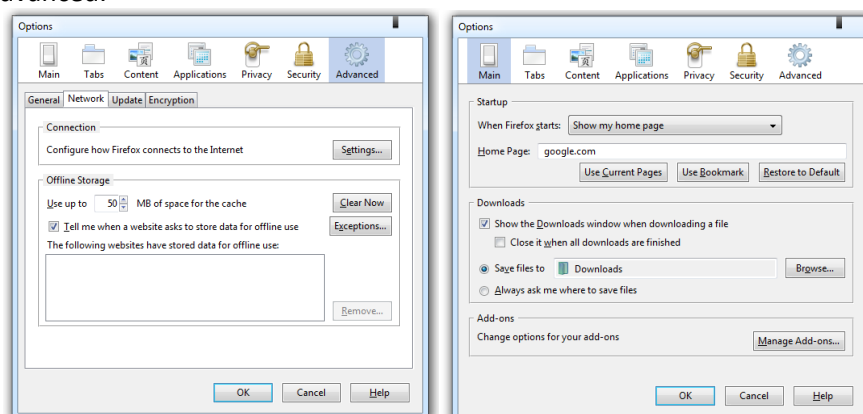 Options
Main Tabs Content Applications Privacy Security Advanced
General Network Update Encryption
Connection
Configure how Firefox connects to the Internet Settings...
Offline Storage
Use up to 50 MB of space for the cache Clear Now
Tell me when a website asks to store data for offline use Exceptions...
The following websites have stored data for offline use:
Remove...
OK Cancel Help
Options
Main Tabs Content Applications Privacy Security Advanced
Startup
When Firefox starts: Show my home page
Home Page: google.com
Use Current Pages Use Bookmark Restore to Default
Downloads
Show the Downloads window when downloading a file
Close it when all downloads are finished
Save files to Downloads Browse...
Always ask me where to save files
Add-ons
Change options for your add-ons Manage Add-ons...
OK Cancel Help